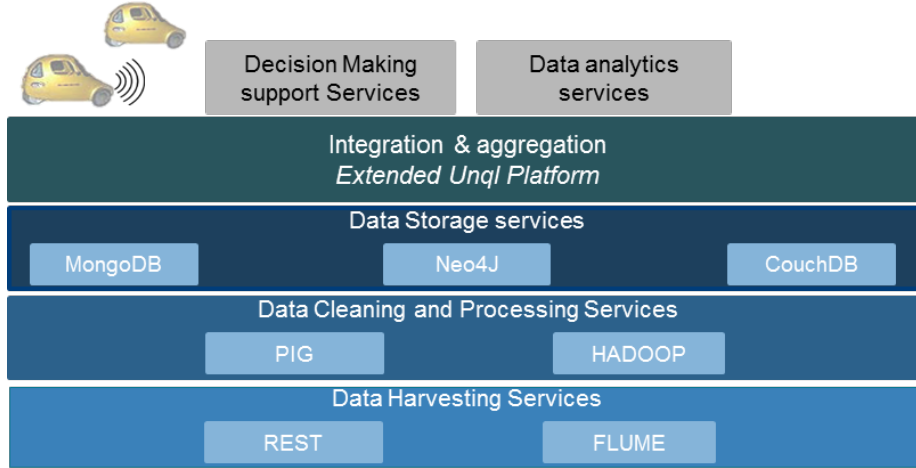 Decision Making
support Services
Data analytics
services
Integration & aggregation
Extended Unql Platform
Data Storage services
MongoDB
Neo4J
CouchDB
Data Cleaning and Processing Services
PIG
HADOOP
Data Harvesting Services
REST
FLUME